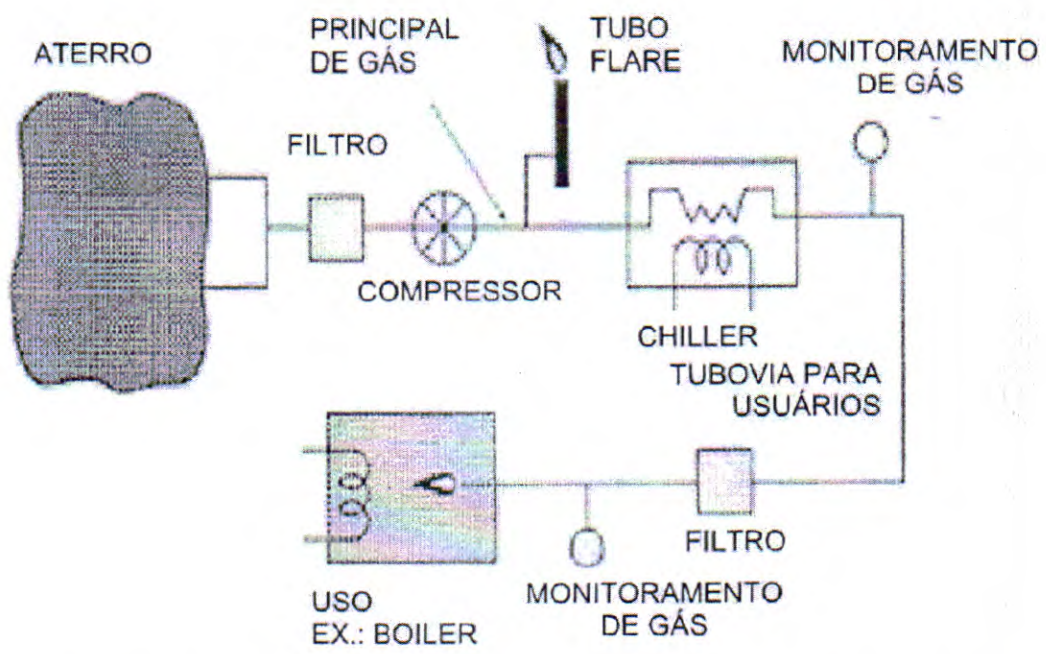 ATERRO
PRINCIPAL
DE GÁS
TUBO
FLARE
MONITORAMENTO
DE GÁS
FILTRO
COMPRESSOR
CHILLER
TUBOVIA PARA
USUÁRIOS
FILTRO
MONITORAMENTO
DE GÁS
USO
EX.: BOILER